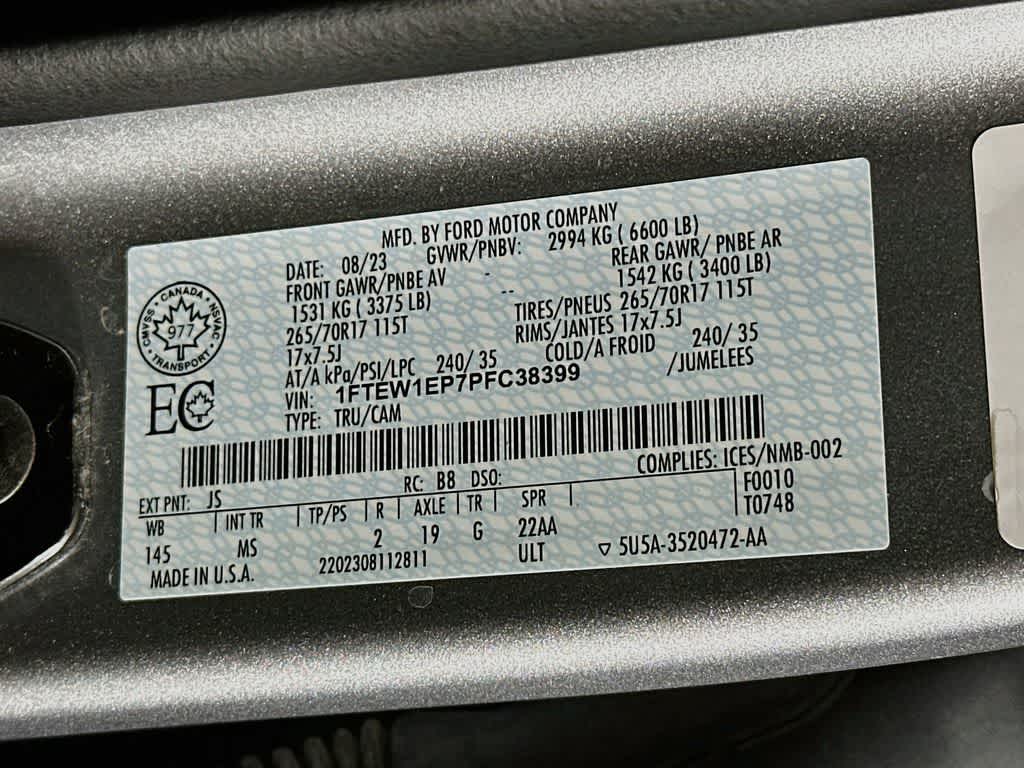 MFD. BY FORD MOTOR COMPANY
DATE: 08/23 GVWR/PNBV: 2994 KG ( 6600 LB)
FRONT GAWR/PNBE AV - REAR GAWR/ PNBE AR
1531 KG ( 3375 LB) -- 1542 KG ( 3400 LB)
265/70R17 115T TIRES/PNEUS 265/70R17 115T
17x7.5J RIMS/JANTES 17x7.5J
AT/A kPa/PSI/LPC 240/ 35 COLD/A FROID 240/ 35
VIN: 1FTEW1EP7PFC38399 /JUMELEES
TYPE: TRU/CAM
CANADA
CMVSS NSVAC
977
TRANSPORT
EC
COMPLIES: ICES/NMB-002
EXT PNT: JS RC: B8 DSO: F0010
WB INT TR TP/PS R AXLE TR SPR T0748
145 MS 2 19 G 22AA
ULT 5U5A-3520472-AA
MADE IN U.S.A. 2202308112811